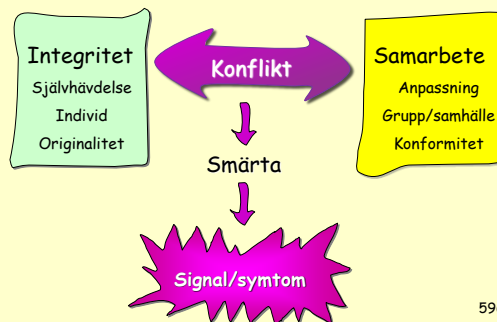 Integritet
Självhävdelse
Individ
Originalitet
Konflikt
Samarbete
Anpassning
Grupp/samhälle
Konformitet
Smärta
Signal/symtom
59